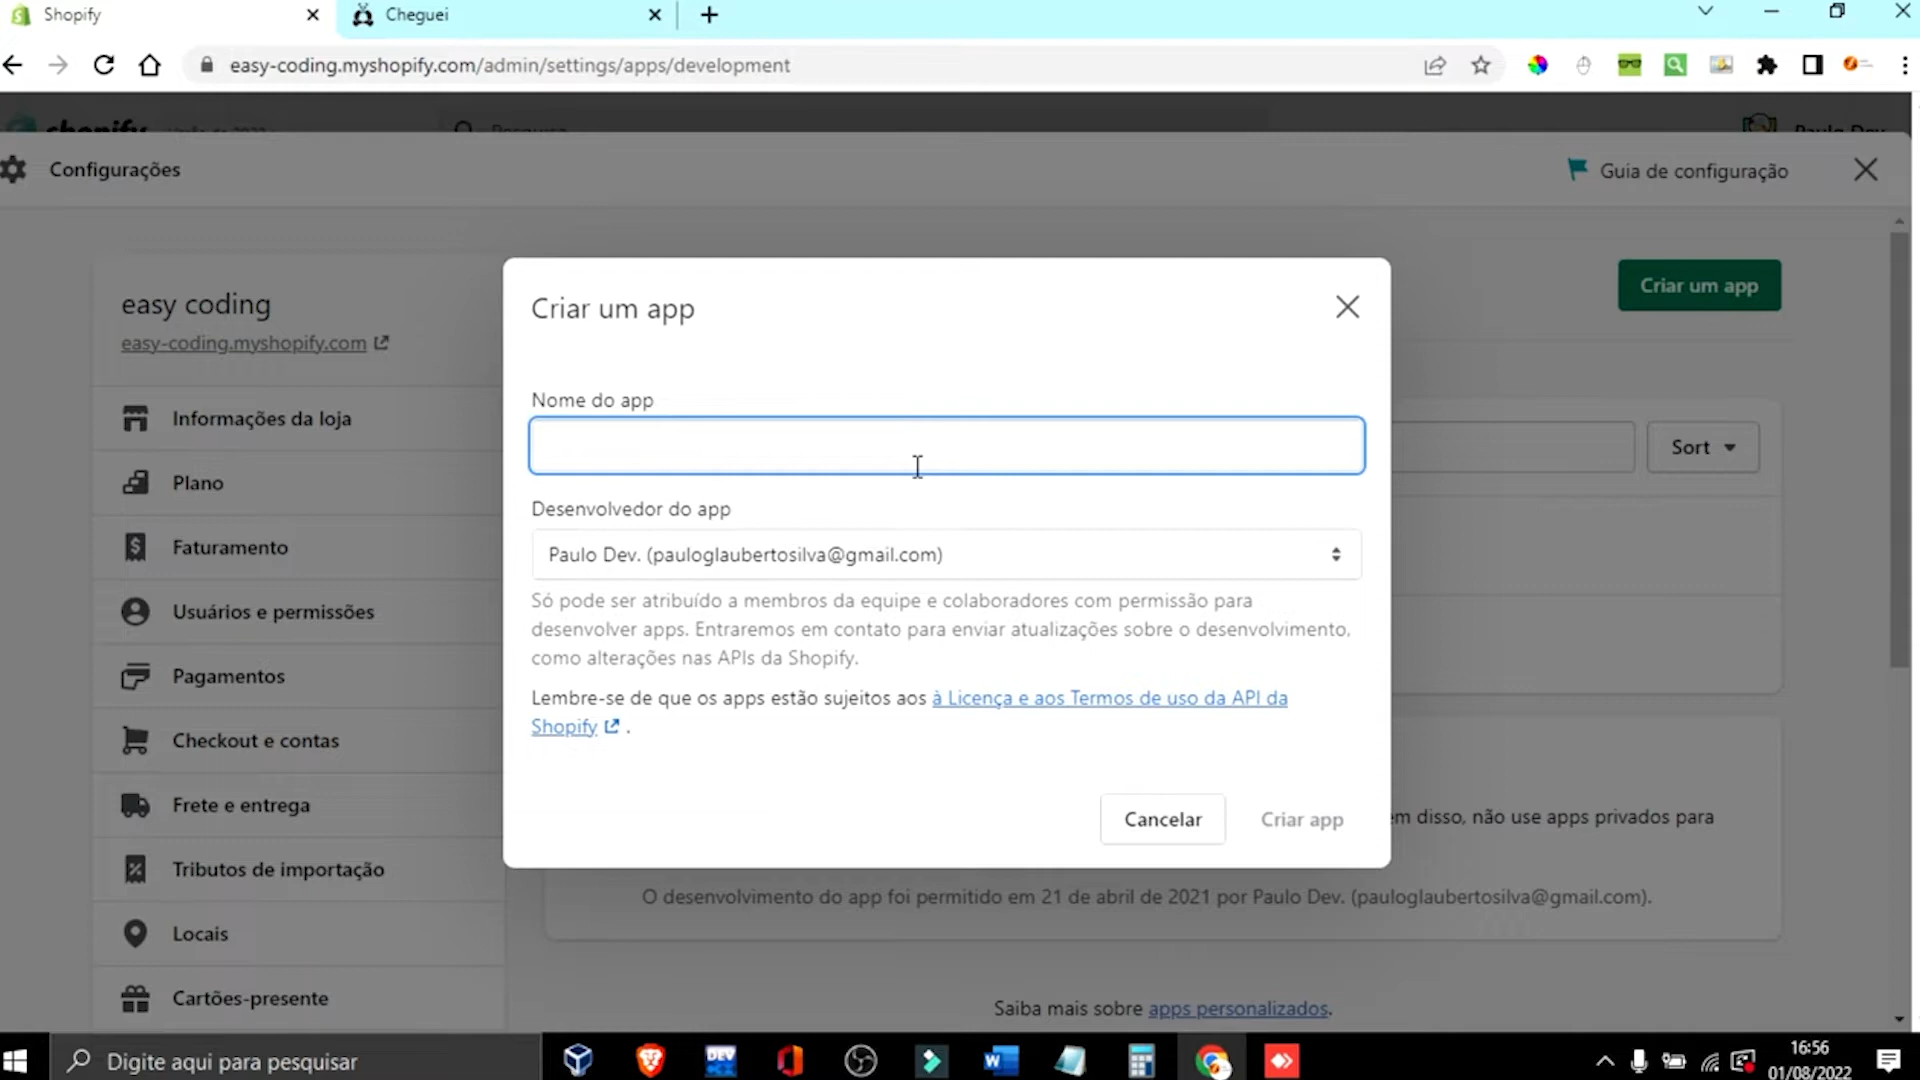 Shopify
Cheguei
easy-coding.myshopify.com/admin/settings/apps/development
shopify
Paulo Dev
Configurações
Guia de configuração
easy coding
easy-coding.myshopify.com
Informações da loja
Plano
Faturamento
Usuários e permissões
Pagamentos
Checkout e contas
Frete e entrega
Tributos de importação
Locais
Cartões-presente
Criar um app
Sort
Criar um app
Nome do app
Desenvolvedor do app
Paulo Dev. (pauloglaubertosilva@gmail.com)
Só pode ser atribuído a membros da equipe e colaboradores com permissão para
desenvolver apps. Entraremos em contato para enviar atualizações sobre o desenvolvimento,
como alterações nas APIs da Shopify.
Lembre-se de que os apps estão sujeitos aos à Licença e aos Termos de uso da API da
Shopify .
Cancelar
Criar app
em disso, não use apps privados para
O desenvolvimento do app foi permitido em 21 de abril de 2021 por Paulo Dev. (pauloglaubertosilva@gmail.com).
Saiba mais sobre apps personalizados.
Digite aqui para pesquisar
DEV
16:56
01/08/2022